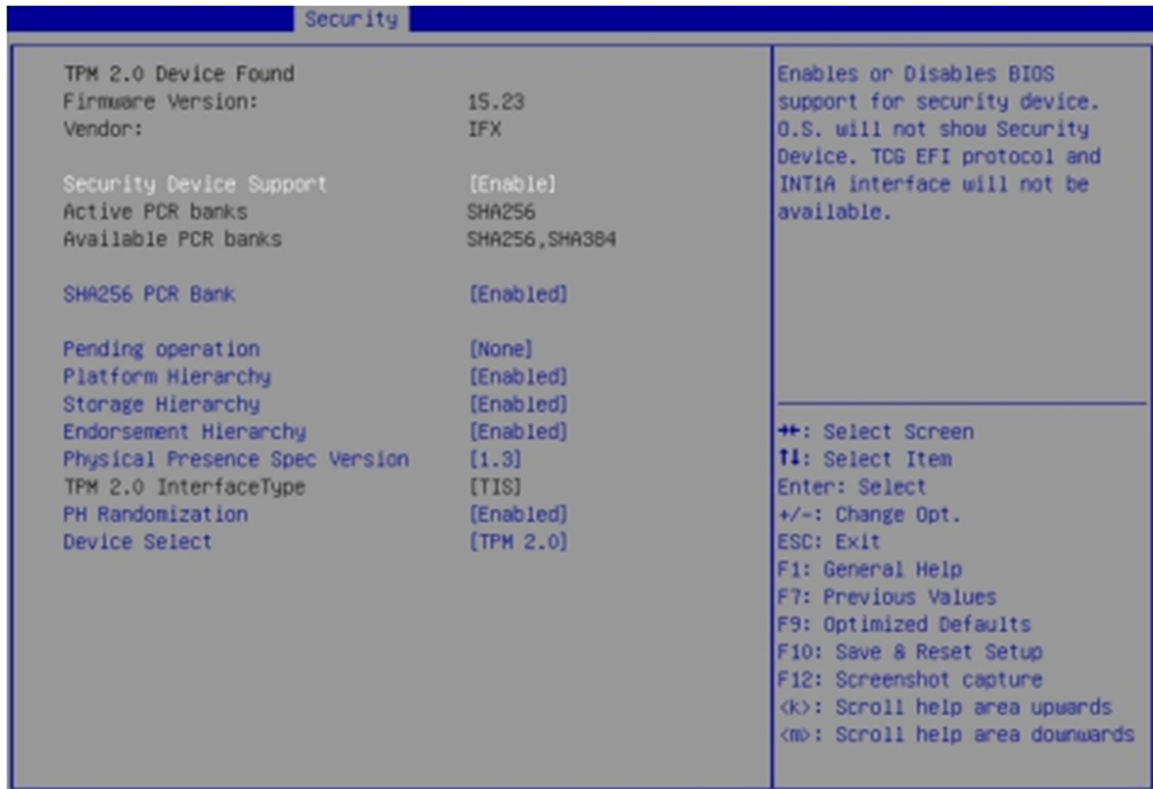 Security
TPM 2.0 Device Found
Firmware Version: 15.23
Vendor: IFX
Security Device Support [Enable]
Active PCR banks SHA256
Available PCR banks SHA256,SHA384
SHA256 PCR Bank [Enabled]
Pending operation [None]
Platform Hierarchy [Enabled]
Storage Hierarchy [Enabled]
Endorsement Hierarchy [Enabled]
Physical Presence Spec Version [1.3]
TPM 2.0 InterfaceType [TIS]
PH Randomization [Enabled]
Device Select [TPM 2.0]
Enables or Disables BIOS
support for security device.
O.S. will not show Security
Device. TCG EFI protocol and
INT1A interface will not be
available.
→←: Select Screen
↑↓: Select Item
Enter: Select
+/-: Change Opt.
ESC: Exit
F1: General Help
F7: Previous Values
F9: Optimized Defaults
F10: Save & Reset Setup
F12: Screenshot capture
<k>: Scroll help area upwards
<m>: Scroll help area downwards